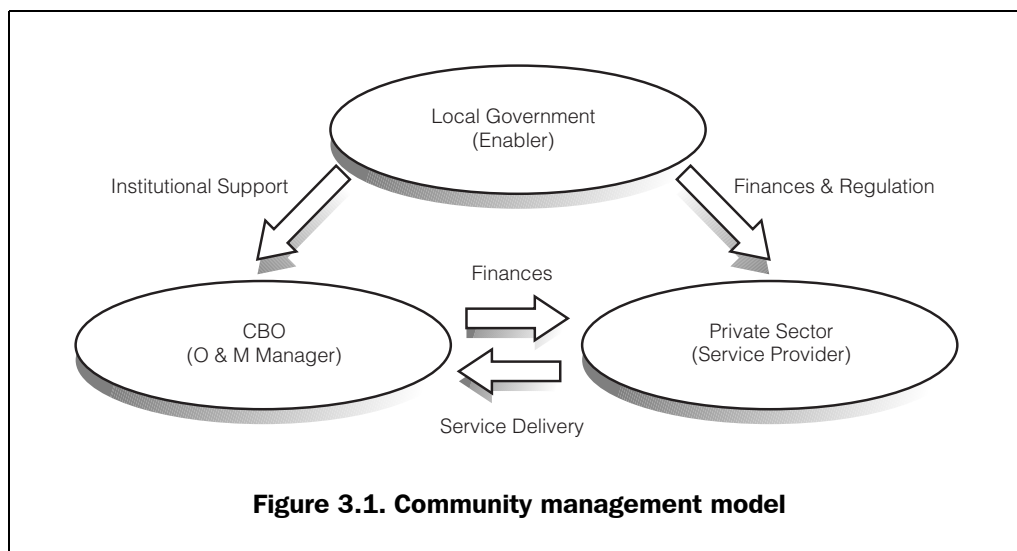 Local Government
(Enabler)
Institutional Support
Finances & Regulation
Finances
CBO
(O & M Manager)
Private Sector
(Service Provider)
Service Delivery
Figure 3.1. Community management model